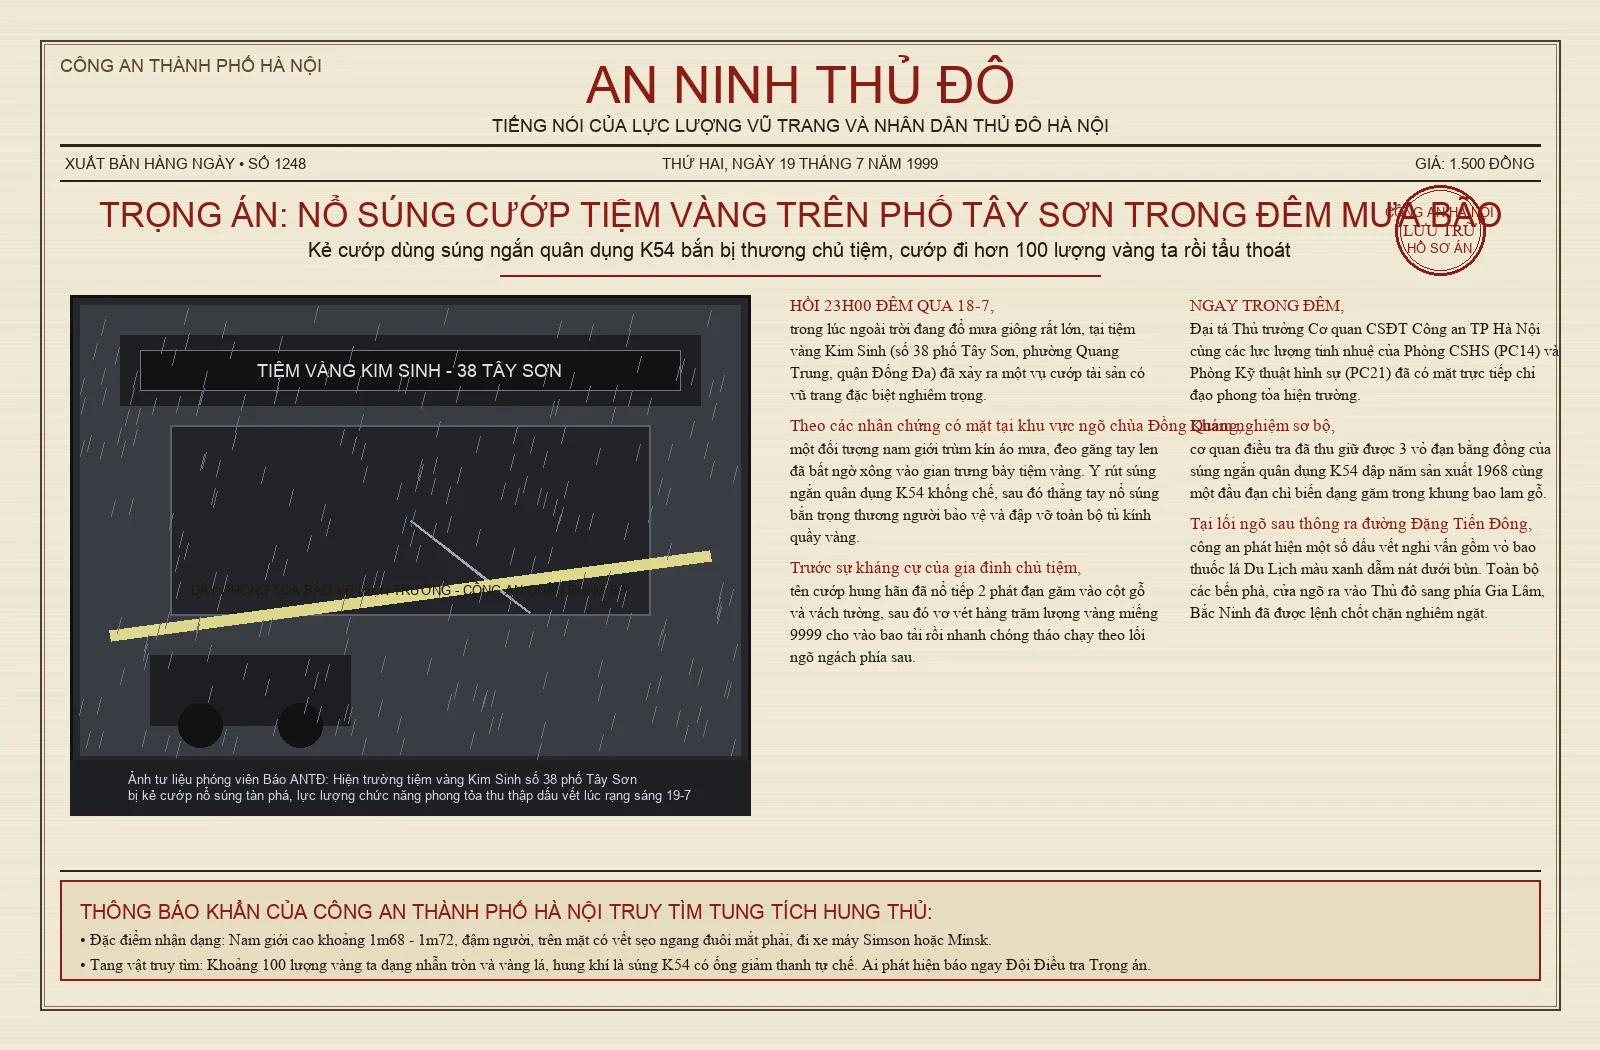 CÔNG AN THÀNH PHỐ HÀ NỘI
AN NINH THỦ ĐÔ
TIẾNG NÓI CỦA LỰC LƯỢNG VŨ TRANG VÀ NHÂN DÂN THỦ ĐÔ HÀ NỘI
XUẤT BẢN HÀNG NGÀY • SỐ 1248
THỨ HAI, NGÀY 19 THÁNG 7 NĂM 1999
GIÁ: 1.500 ĐỒNG
TRỌNG ÁN: NỔ SÚNG CƯỚP TIỆM VÀNG TRÊN PHỐ TÂY SƠN TRONG ĐÊM MƯA BÃO
Kẻ cướp dùng súng ngắn quân dụng K54 bắn bị thương chủ tiệm, cướp đi hơn 100 lượng vàng ta rồi tẩu thoát
CÔNG AN HÀ NỘI
LƯU TRỮ
HỒ SƠ ÁN
TIỆM VÀNG KIM SINH - 38 TÂY SƠN
DÂY PHONG TỎA BẢO VỆ HIỆN TRƯỜNG - CÔNG AN QUẬN
Ảnh tư liệu phóng viên Báo ANTĐ: Hiện trường tiệm vàng Kim Sinh số 38 phố Tây Sơn
bị kẻ cướp nổ súng tàn phá, lực lượng chức năng phong tỏa thu thập dấu vết lúc rạng sáng 19-7
HỒI 23H00 ĐÊM QUA 18-7,
trong lúc ngoài trời đang đổ mưa giông rất lớn, tại tiệm
vàng Kim Sinh (số 38 phố Tây Sơn, phường Quang
Trung, quận Đống Đa) đã xảy ra một vụ cướp tài sản có
vũ trang đặc biệt nghiêm trọng.
Theo các nhân chứng có mặt tại khu vực ngõ chùa Đồng Quang,
một đối tượng nam giới trùm kín áo mưa, đeo găng tay len
đã bất ngờ xông vào gian trưng bày tiệm vàng. Y rút súng
ngắn quân dụng K54 khống chế, sau đó thẳng tay nổ súng
bắn trọng thương người bảo vệ và đập vỡ toàn bộ tủ kính
quầy vàng.
Trước sự kháng cự của gia đình chủ tiệm,
tên cướp hung hãn đã nổ tiếp 2 phát đạn găm vào cột gỗ
và vách tường, sau đó vơ vét hàng trăm lượng vàng miếng
9999 cho vào bao tải rồi nhanh chóng tháo chạy theo lối
ngõ ngách phía sau.
NGAY TRONG ĐÊM,
Đại tá Thủ trưởng Cơ quan CSĐT Công an TP Hà Nội
cùng các lực lượng tinh nhuệ của Phòng CSHS (PC14) và
Phòng Kỹ thuật hình sự (PC21) đã có mặt trực tiếp chỉ
đạo phong tỏa hiện trường.
Khám nghiệm sơ bộ,
cơ quan điều tra đã thu giữ được 3 vỏ đạn bằng đồng của
súng ngắn quân dụng K54 dập năm sản xuất 1968 cùng
một đầu đạn chì biến dạng găm trong khung bao lam gỗ.
Tại lối ngõ sau thông ra đường Đặng Tiến Đông,
công an phát hiện một số dấu vết nghi vấn gồm vỏ bao
thuốc lá Du Lịch màu xanh dẫm nát dưới bùn. Toàn bộ
các bến phà, cửa ngõ ra vào Thủ đô sang phía Gia Lâm,
Bắc Ninh đã được lệnh chốt chặn nghiêm ngặt.
THÔNG BÁO KHẨN CỦA CÔNG AN THÀNH PHỐ HÀ NỘI TRUY TÌM TUNG TÍCH HUNG THỦ:
• Đặc điểm nhận dạng: Nam giới cao khoảng 1m68 - 1m72, đậm người, trên mặt có vết sẹo ngang đuôi mắt phải, đi xe máy Simson hoặc Minsk.
• Tang vật truy tìm: Khoảng 100 lượng vàng ta dạng nhẫn tròn và vàng lá, hung khí là súng K54 có ống giảm thanh tự chế. Ai phát hiện báo ngay Đội Điều tra Trọng án.